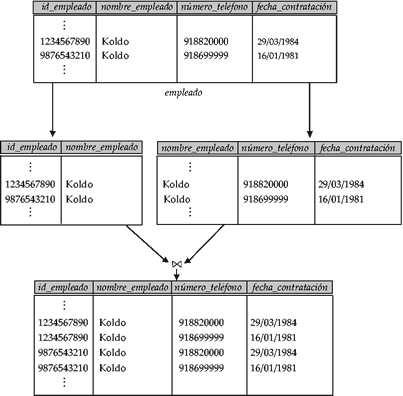 id_empleado nombre_empleado número_teléfono fecha_contratación
⋮
1234567890 Koldo 918820000 29/03/1984
9876543210 Koldo 918699999 16/01/1981
⋮
empleado
id_empleado nombre_empleado
⋮
1234567890 Koldo
9876543210 Koldo
⋮
nombre_empleado número_teléfono fecha_contratación
⋮
Koldo 918820000 29/03/1984
Koldo 918699999 16/01/1981
⋮
⋈
id_empleado nombre_empleado número_teléfono fecha_contratación
⋮
1234567890 Koldo 918820000 29/03/1984
1234567890 Koldo 918699999 16/01/1981
9876543210 Koldo 918820000 29/03/1984
9876543210 Koldo 918699999 16/01/1981
⋮